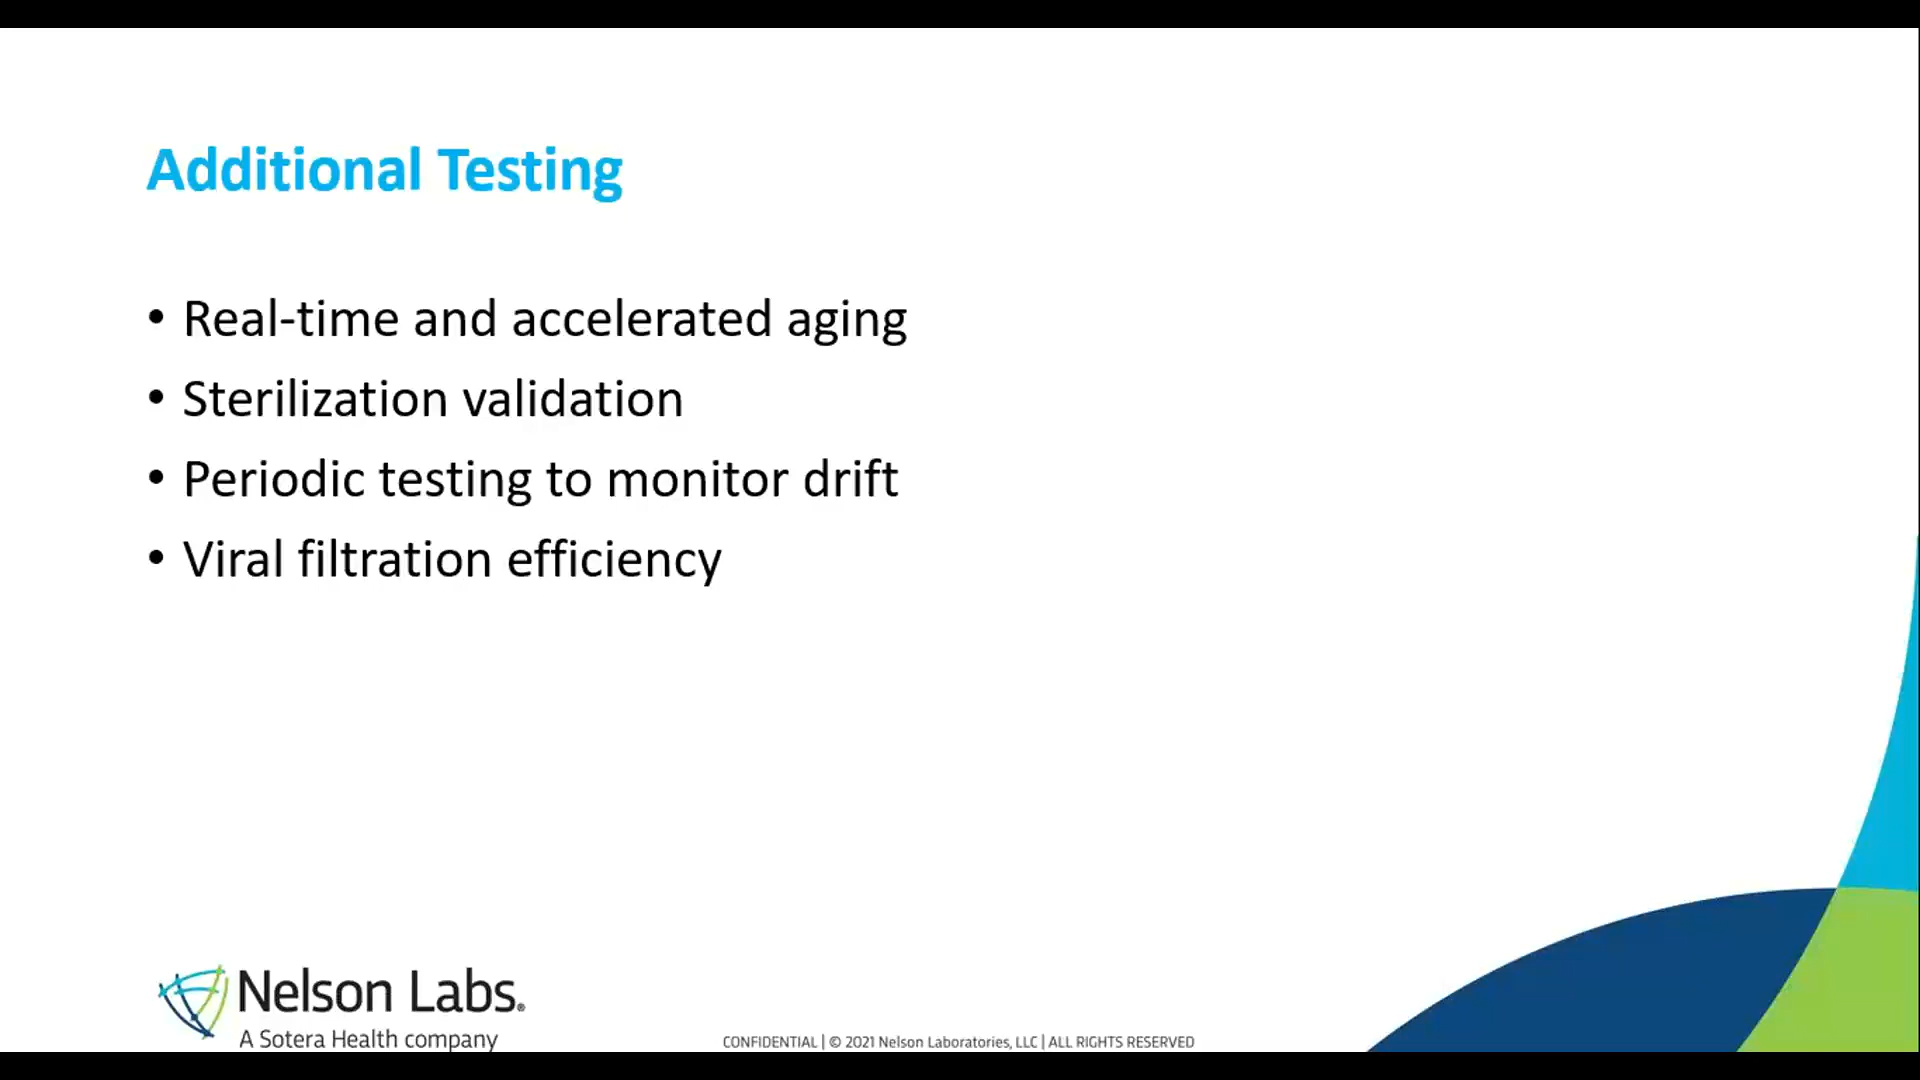 Additional Testing
• Real-time and accelerated aging
• Sterilization validation
• Periodic testing to monitor drift
• Viral filtration efficiency
Nelson Labs®
A Sotera Health company
CONFIDENTIAL | © 2021 Nelson Laboratories, LLC | ALL RIGHTS RESERVED